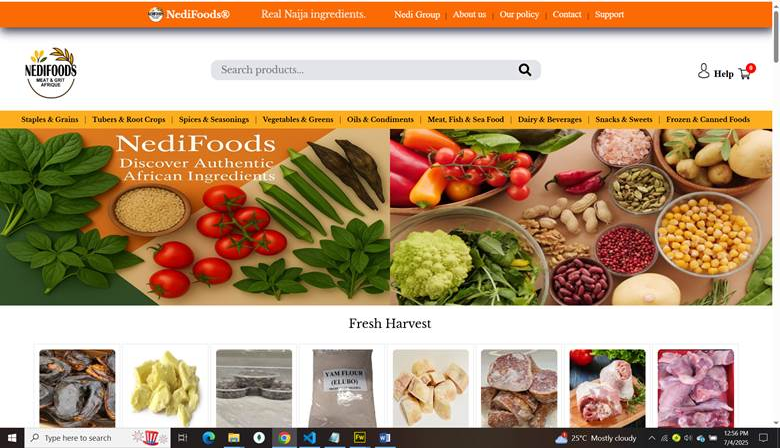 NediFoods®
Real Naija ingredients.
Nedi Group | About us | Our policy | Contact | Support
NEDIFOODS
MEAT & GRIT
AFRIQUE
Search products...
Help
0
Staples & Grains | Tubers & Root Crops | Spices & Seasonings | Vegetables & Greens | Oils & Condiments | Meat, Fish & Sea Food | Dairy & Beverages | Snacks & Sweets | Frozen & Canned Foods
NediFoods
Discover Authentic
African Ingredients
Fresh Harvest
YAM FLOUR
(ELUBO)
Type here to search
25°C Mostly cloudy
12:56 PM
7/4/2025